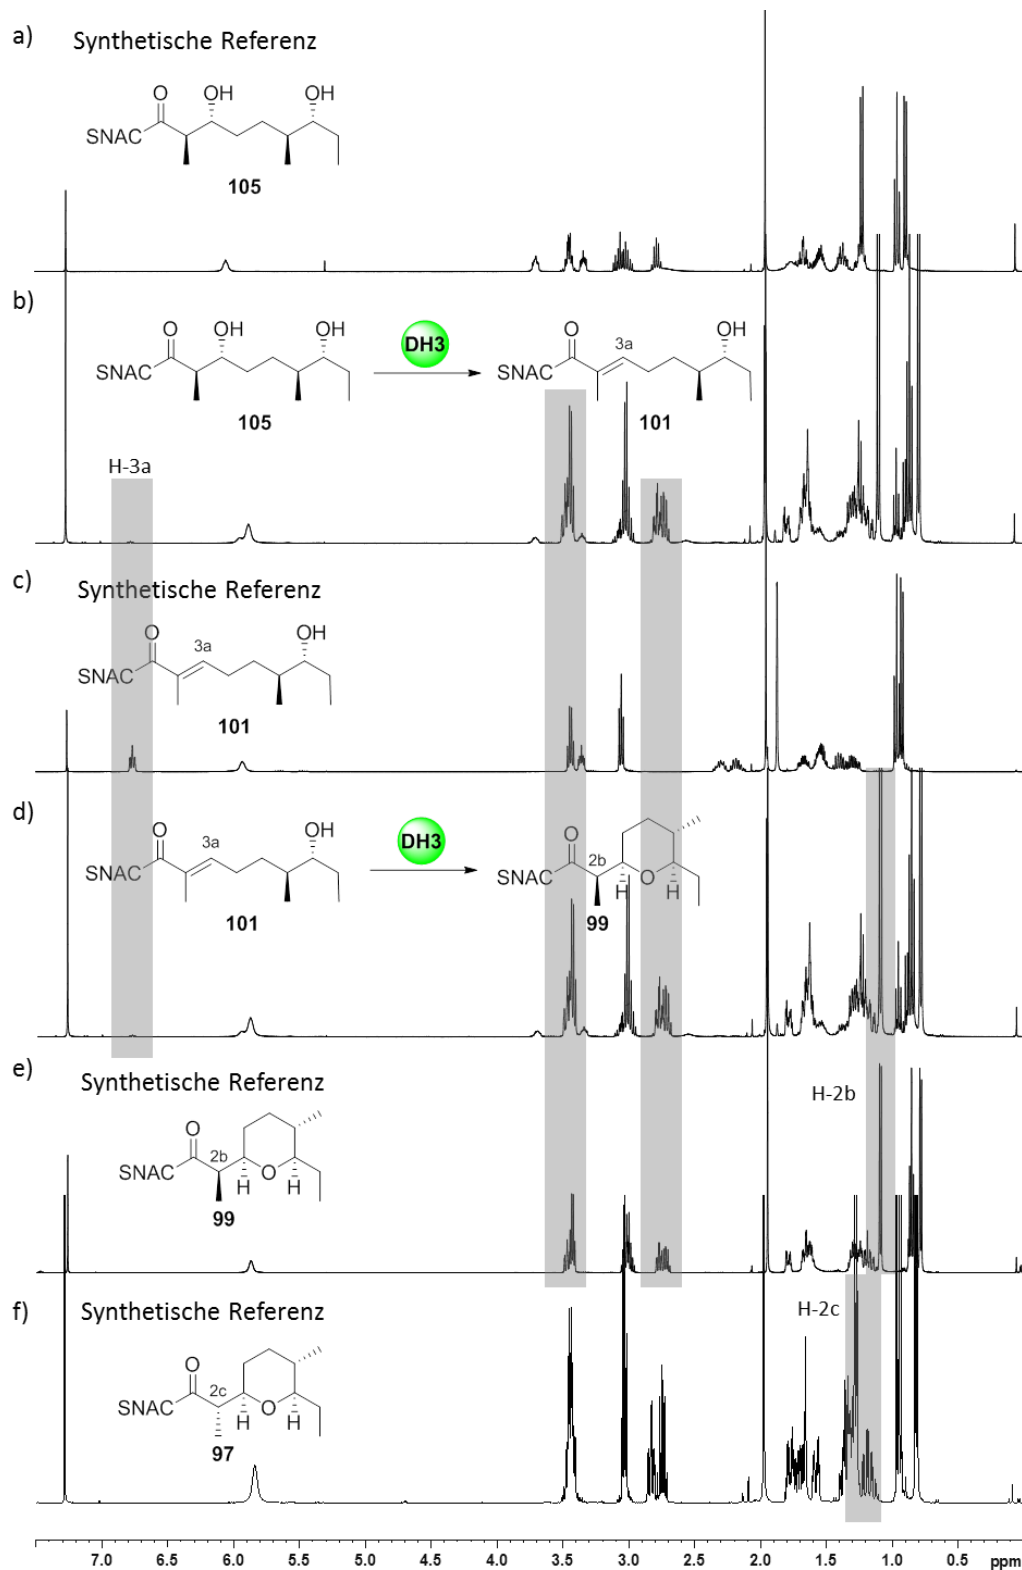 a) Synthetische Referenz
O OH OH
SNAC
105
b)
O OH OH
DH3
O 3a OH
SNAC SNAC
105 101
H-3a
c) Synthetische Referenz
O 3a OH
SNAC
101
d)
O 3a OH
DH3
O 2b O
SNAC SNAC
H H
101 99
e) Synthetische Referenz
H-2b
O 2b O
SNAC
H H
99
f) Synthetische Referenz
H-2c
O 2c O
SNAC
H H
97
7.0 6.5 6.0 5.5 5.0 4.5 4.0 3.5 3.0 2.5 2.0 1.5 1.0 0.5 ppm